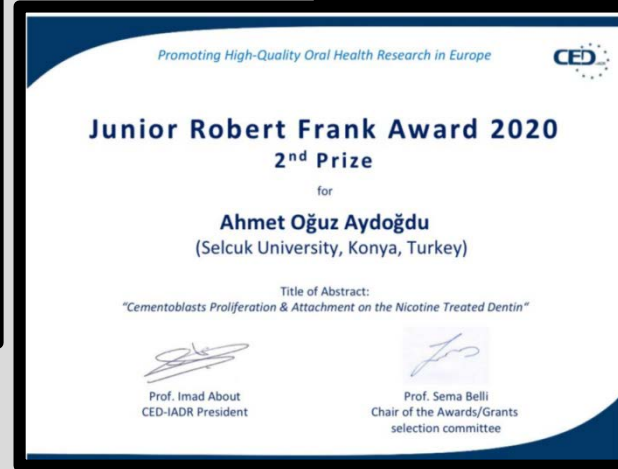 Promoting High-Quality Oral Health Research in Europe
CED
Junior Robert Frank Award 2020
2nd Prize
for
Ahmet Oğuz Aydoğdu
(Selcuk University, Konya, Turkey)
Title of Abstract:
"Cementoblasts Proliferation & Attachment on the Nicotine Treated Dentin"
Prof. Imad About
CED-IADR President
Prof. Sema Belli
Chair of the Awards/Grants
selection committee